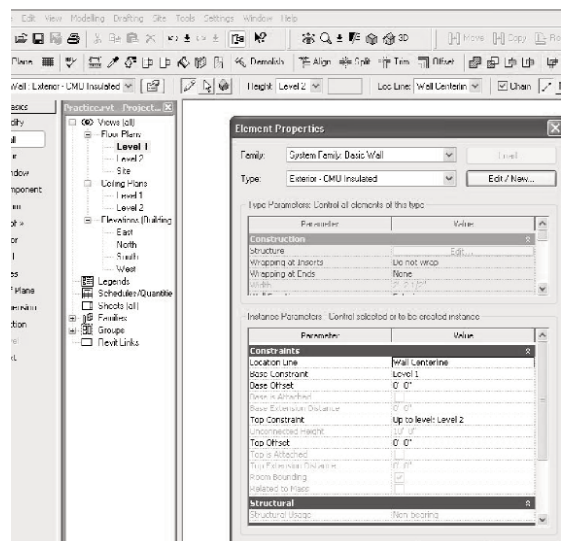 Edit View Modelling Drafting Site Tools Settings Window Help
3D Move Copy
Plane Demolish Align Split Trim Offset
Wall : Exterior - CMU Insulated Height: Level 2 Loc Line: Wall Centerlin Chain
Practice.rvt - Project...
Views (all)
Floor Plans
Level 1
Level 2
Site
Ceiling Plans
Level 1
Level 2
Elevations (Building
East
North
South
West
Legends
Schedules/Quantitie
Sheets (all)
Families
Groups
Revit Links
Element Properties
Family: System Family: Basic Wall Load
Type: Exterior - CMU Insulated Edit / New...
Type Parameters: Control all elements of this type
Parameter Value
Construction
Structure Edit...
Wrapping at Inserts Do not wrap
Wrapping at Ends None
Width
Instance Parameters - Control selected or to be created instance
Parameter Value
Constraints
Location Line Wall Centerline
Base Constraint Level 1
Base Offset 0' 0"
Base is Attached
Base Extension Distance 0' 0"
Top Constraint Up to level: Level 2
Unconnected Height 10' 0"
Top Offset 0' 0"
Top is Attached
Top Extension Distance 0' 0"
Room Bounding
Related to Mass
Structural
Structural Usage Non-bearing